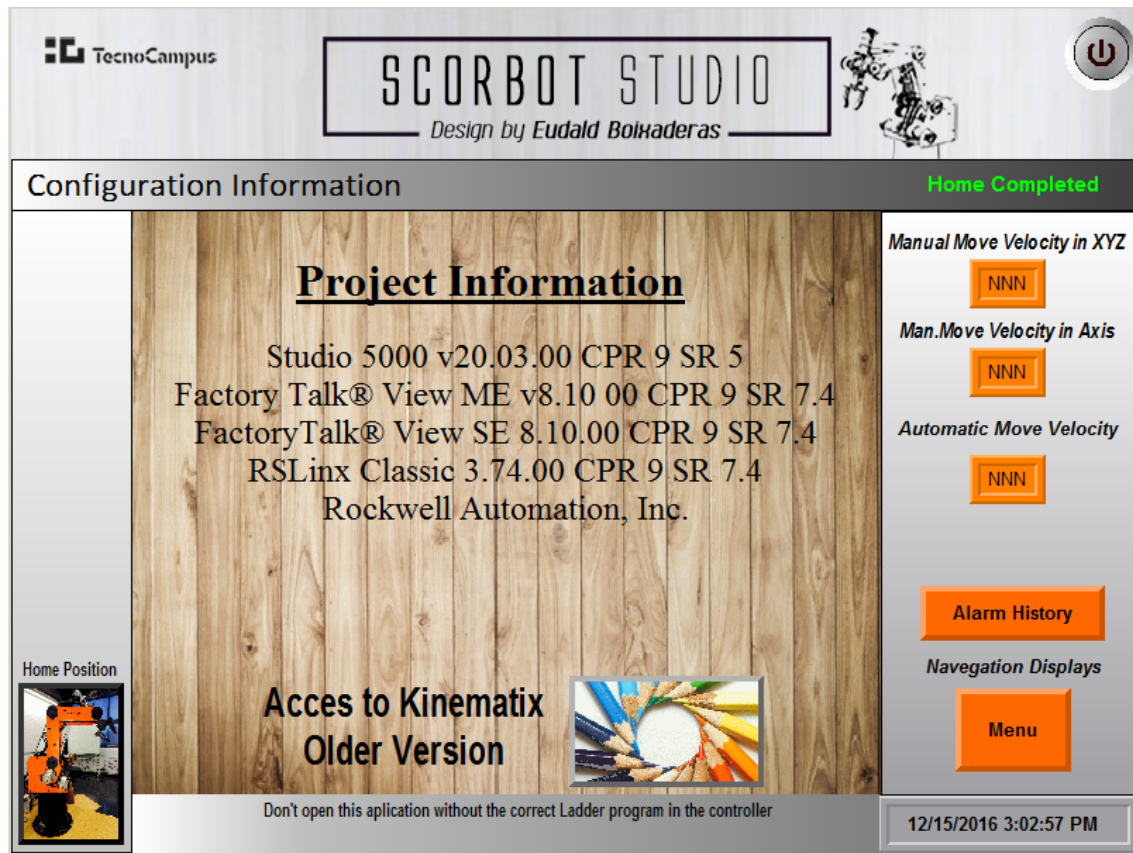 TecnoCampus
SCORBOT STUDIO
Design by Eudald Boixaderas
Configuration Information
Home Completed
Project Information
Studio 5000 v20.03.00 CPR 9 SR 5
Factory Talk® View ME v8.10 00 CPR 9 SR 7.4
FactoryTalk® View SE 8.10.00 CPR 9 SR 7.4
RSLinx Classic 3.74.00 CPR 9 SR 7.4
Rockwell Automation, Inc.
Manual Move Velocity in XYZ
NNN
Man.Move Velocity in Axis
NNN
Automatic Move Velocity
NNN
Alarm History
Navegation Displays
Menu
Home Position
Acces to Kinematix
Older Version
Don't open this aplication without the correct Ladder program in the controller
12/15/2016 3:02:57 PM